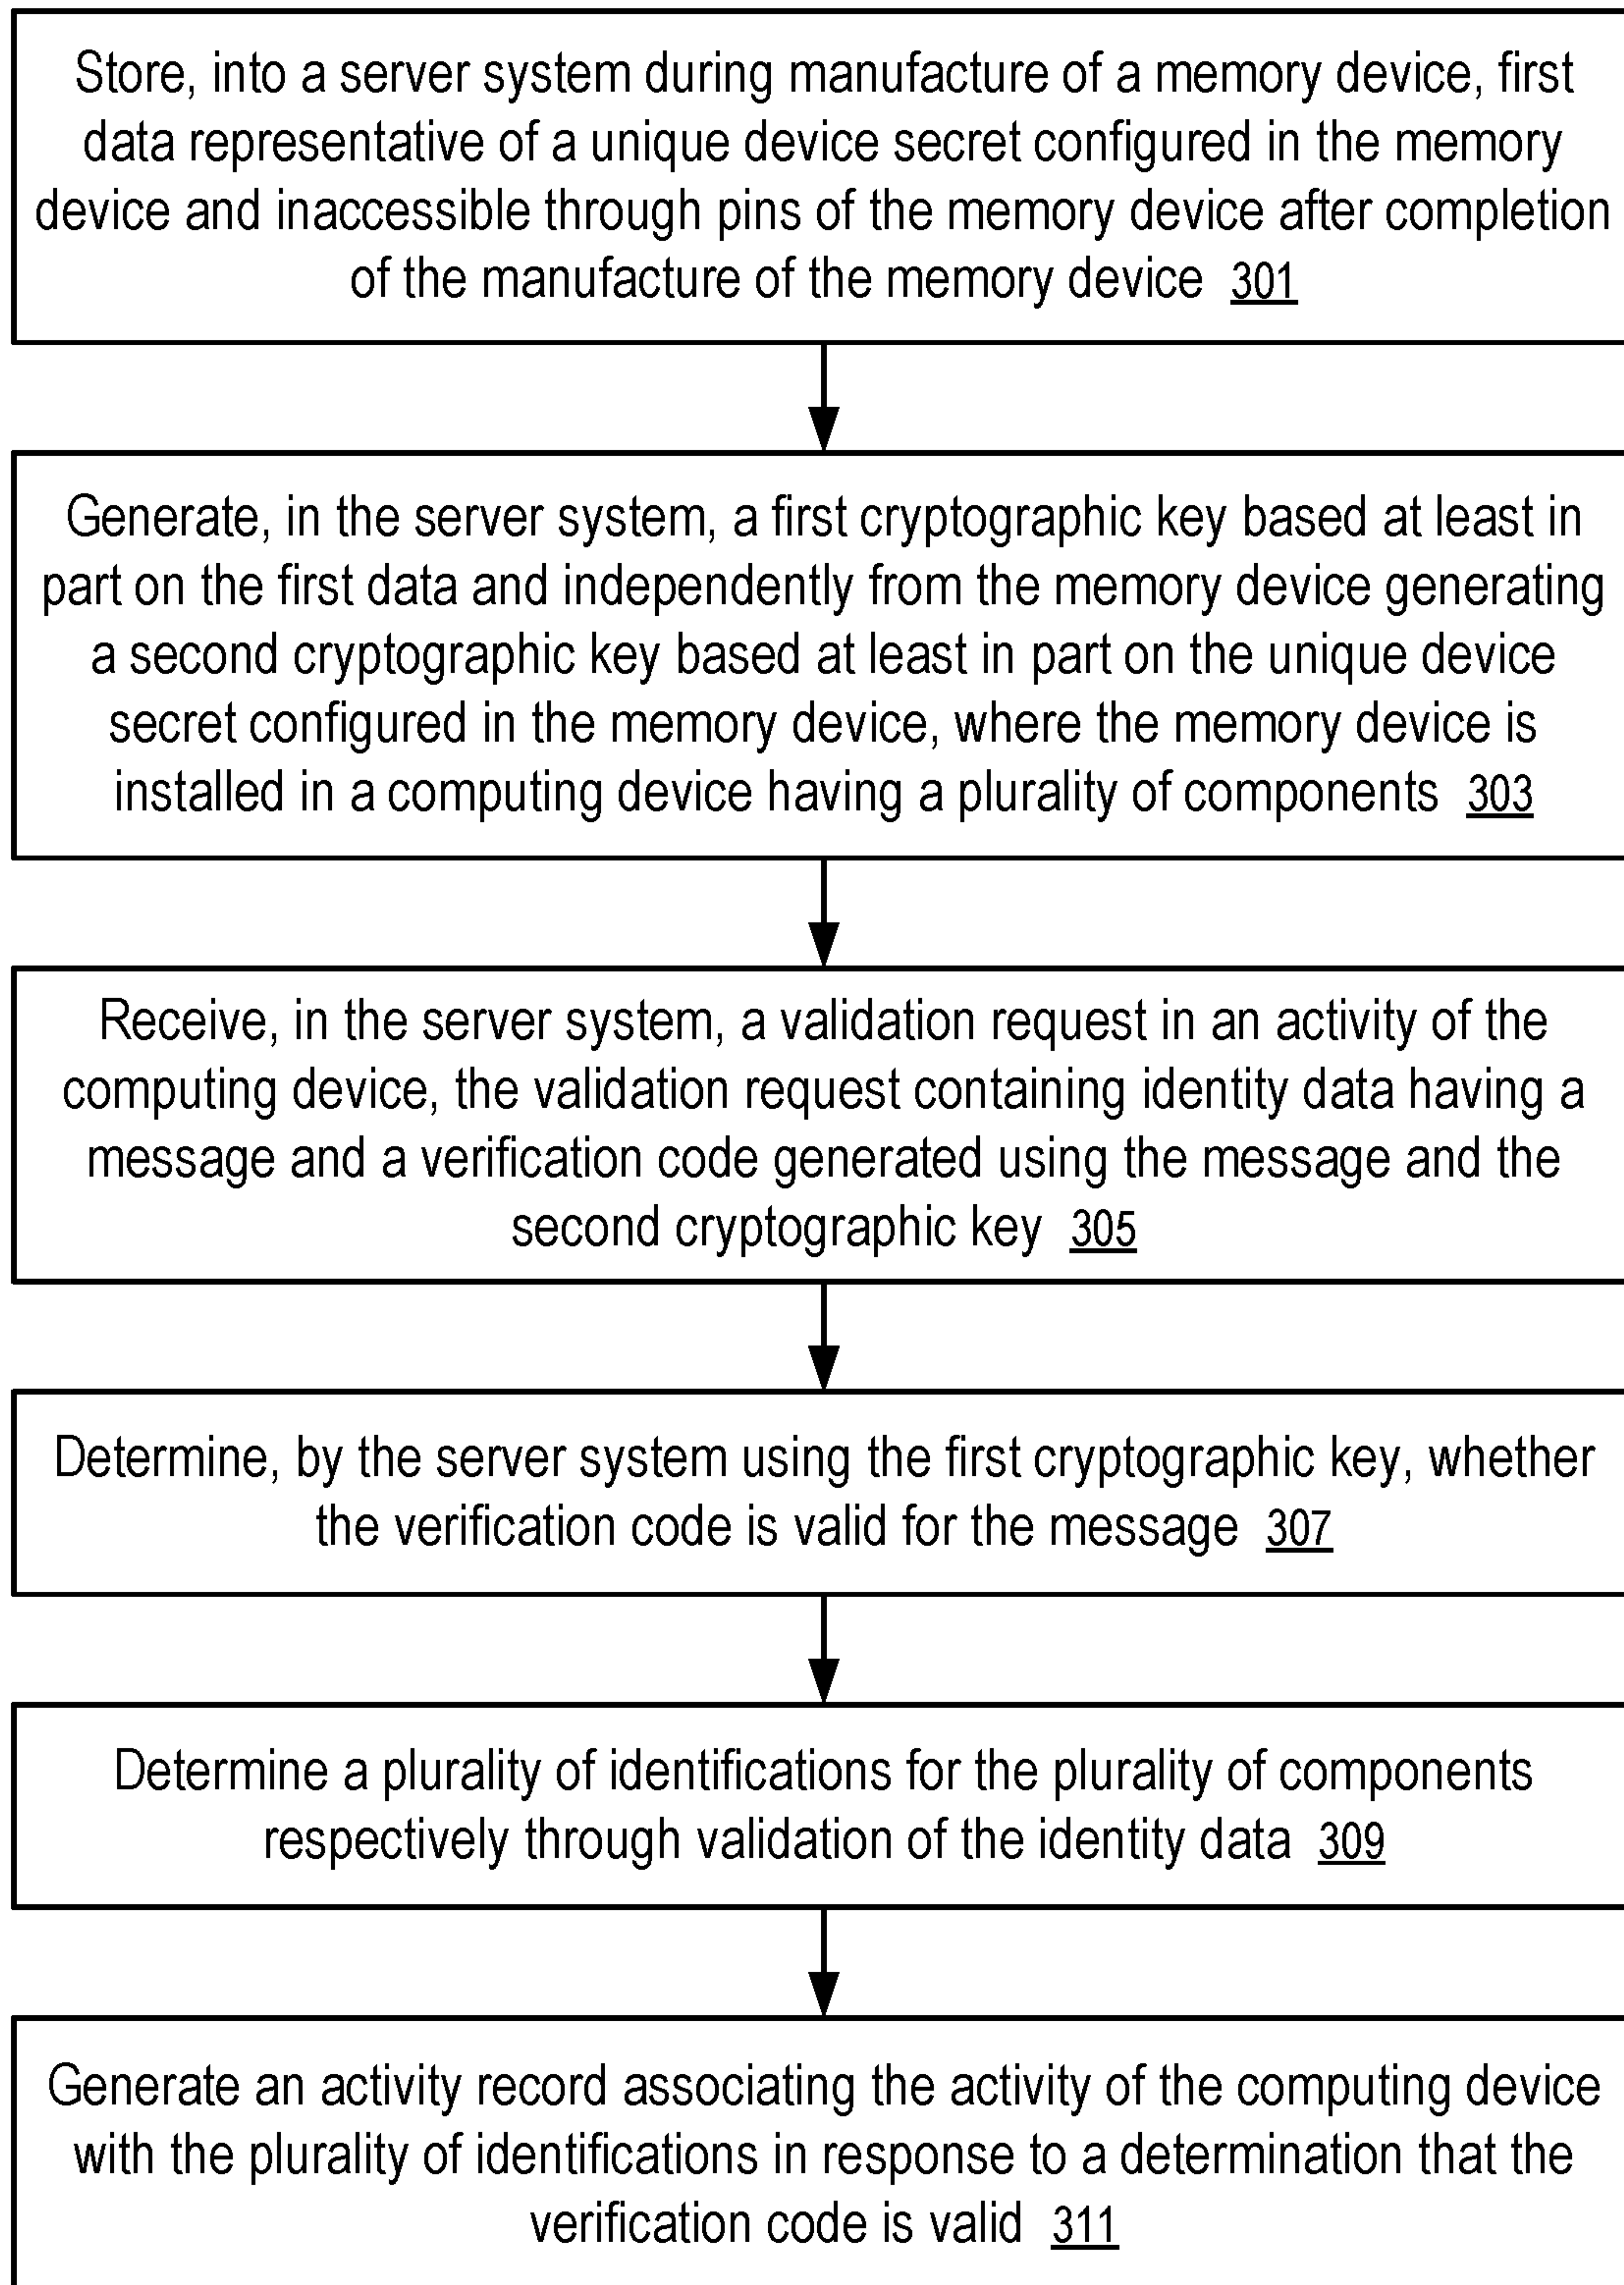 Store, into a server system during manufacture of a memory device, first
data representative of a unique device secret configured in the memory
device and inaccessible through pins of the memory device after completion
of the manufacture of the memory device 301
Generate, in the server system, a first cryptographic key based at least in
part on the first data and independently from the memory device generating
a second cryptographic key based at least in part on the unique device
secret configured in the memory device, where the memory device is
installed in a computing device having a plurality of components 303
Receive, in the server system, a validation request in an activity of the
computing device, the validation request containing identity data having a
message and a verification code generated using the message and the
second cryptographic key 305
Determine, by the server system using the first cryptographic key, whether
the verification code is valid for the message 307
Determine a plurality of identifications for the plurality of components
respectively through validation of the identity data 309
Generate an activity record associating the activity of the computing device
with the plurality of identifications in response to a determination that the
verification code is valid 311